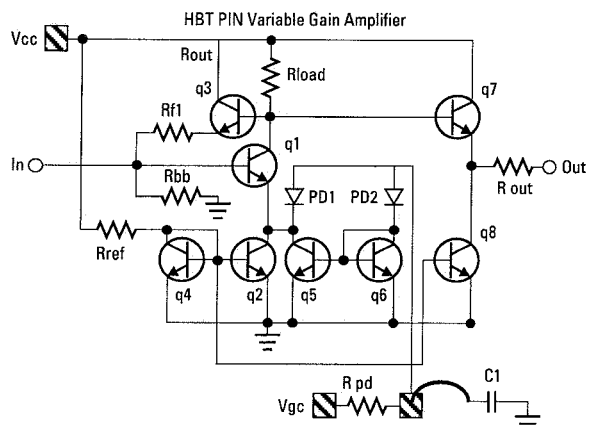 HBT PIN Variable Gain Amplifier
Vcc
Rout
q3
Rload
q7
Rf1
q1
In
Rbb
PD1
PD2
R out
Out
Rref
q8
q4
q2
q5
q6
Vgc
R pd
C1